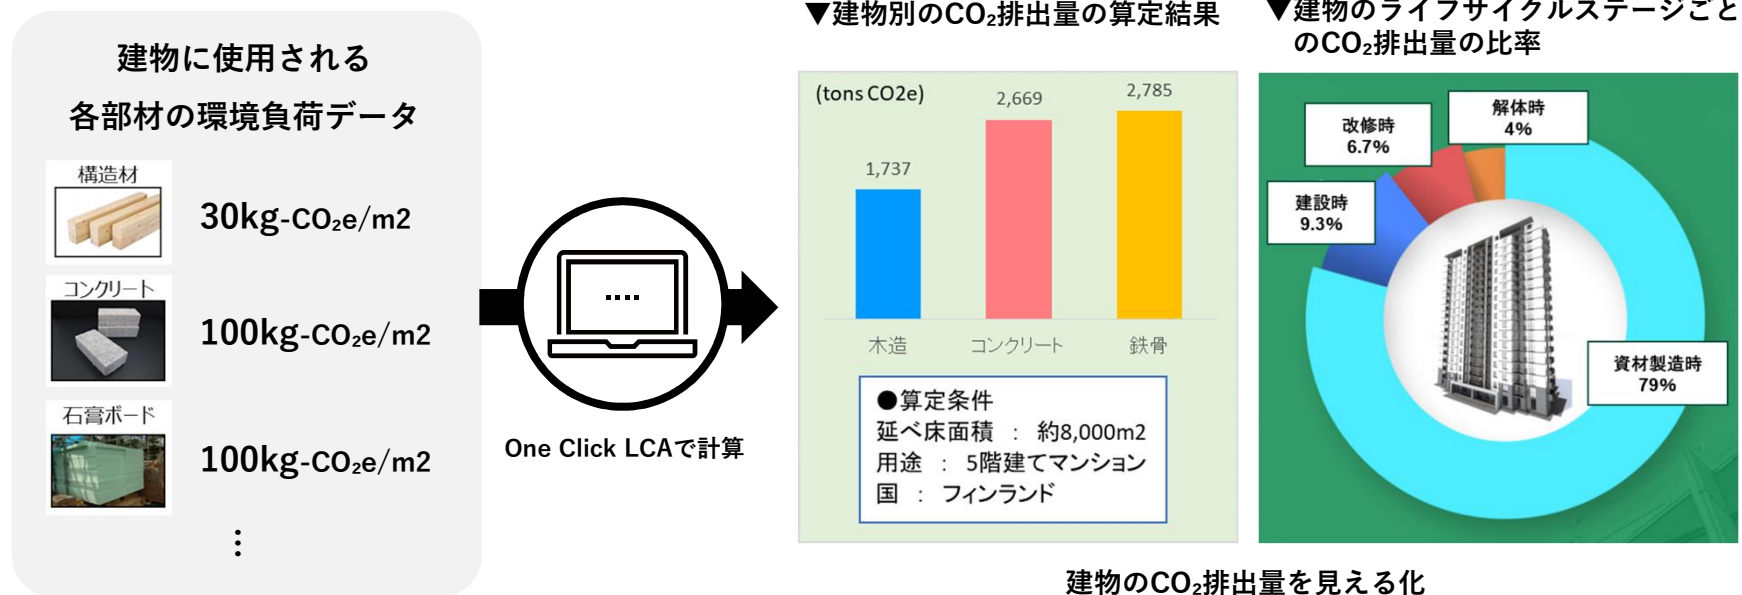 建物に使用される
各部材の環境負荷データ
構造材
30kg-CO₂e/m2
コンクリート
100kg-CO₂e/m2
石膏ボード
100kg-CO₂e/m2
⋮
One Click LCAで計算
▼建物別のCO₂排出量の算定結果
(tons CO2e)
1,737
2,669
2,785
木造
コンクリート
鉄骨
●算定条件
延べ床面積 : 約8,000m2
用途 : 5階建てマンション
国 : フィンランド
▼建物のライフサイクルステージごと
のCO₂排出量の比率
解体時
4%
改修時
6.7%
建設時
9.3%
資材製造時
79%
建物のCO₂排出量を見える化